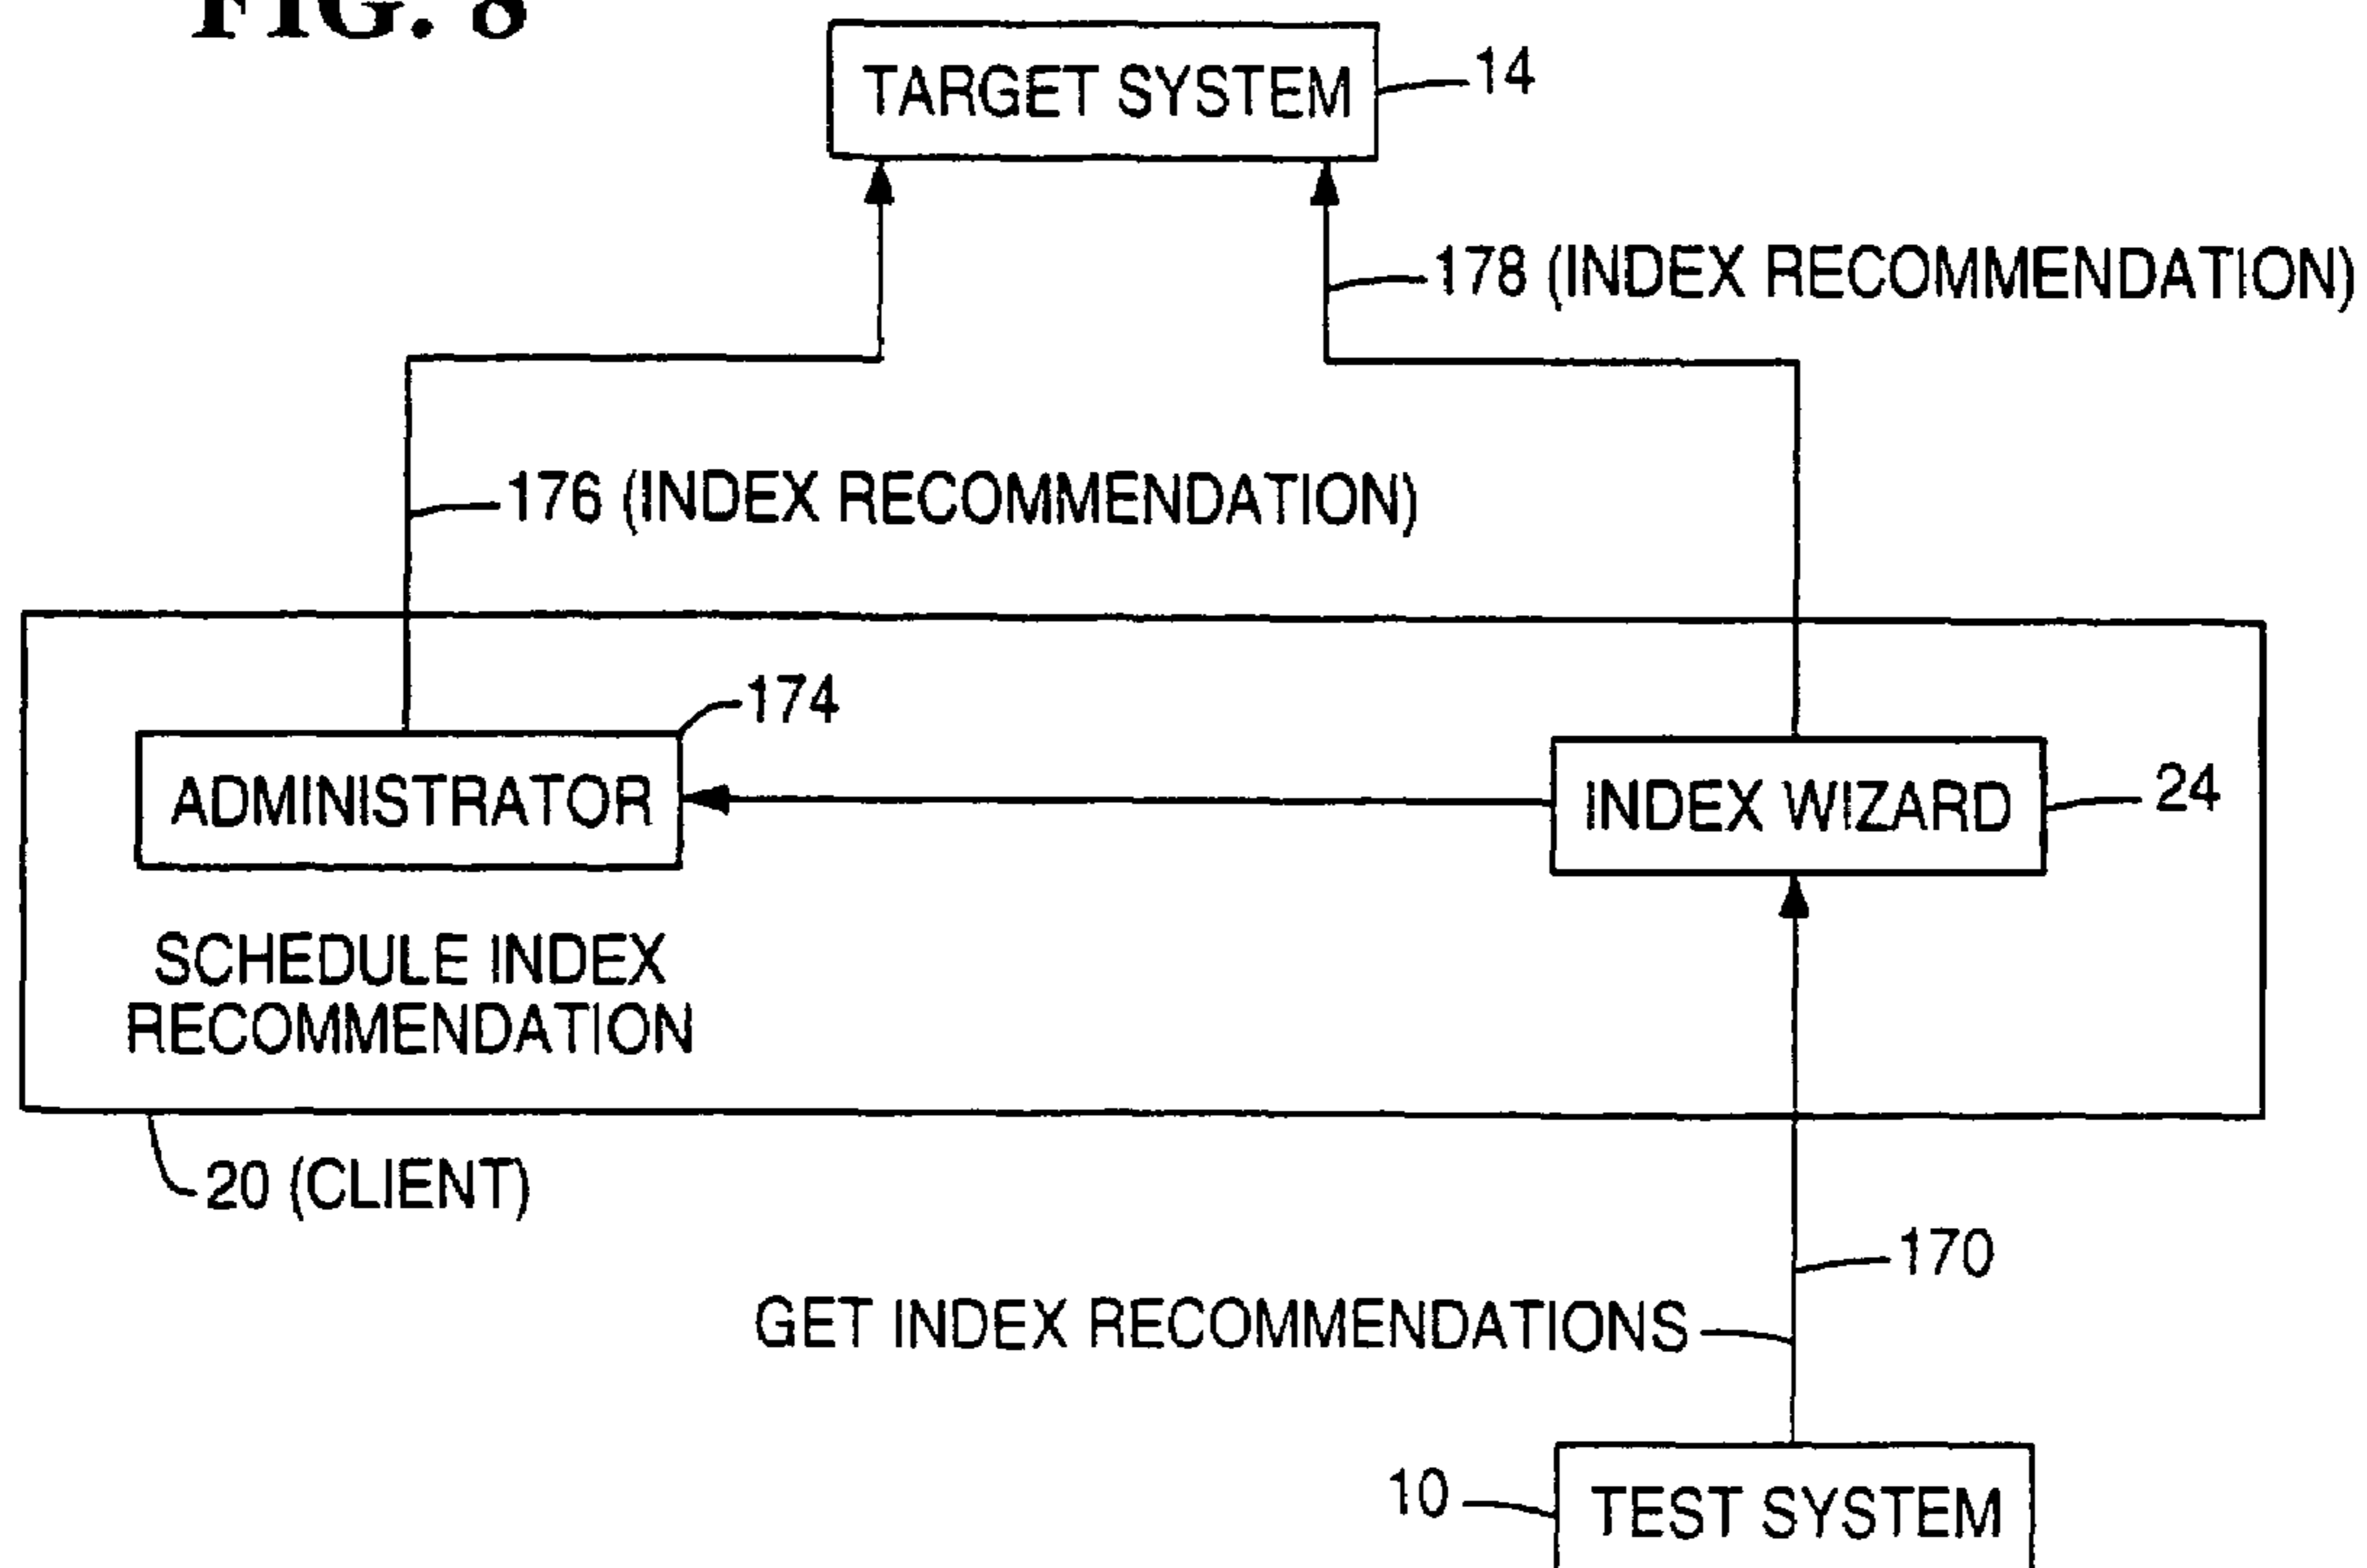 FIG. 8
TARGET SYSTEM
14
178 (INDEX RECOMMENDATION)
176 (INDEX RECOMMENDATION)
174
ADMINISTRATOR
INDEX WIZARD
24
SCHEDULE INDEX
RECOMMENDATION
20 (CLIENT)
170
GET INDEX RECOMMENDATIONS
10
TEST SYSTEM